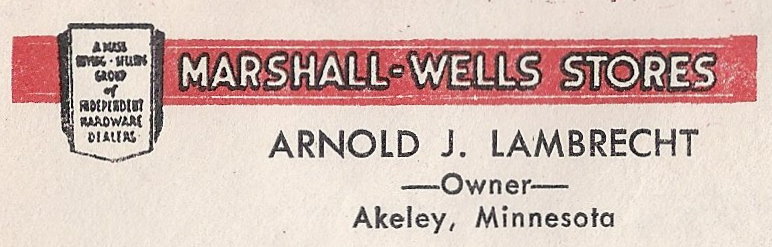 A MASS
BUYING - SELLING
GROUP
of
INDEPENDENT
HARDWARE
DEALERS
MARSHALL-WELLS STORES
ARNOLD J. LAMBRECHT
—Owner—
Akeley, Minnesota